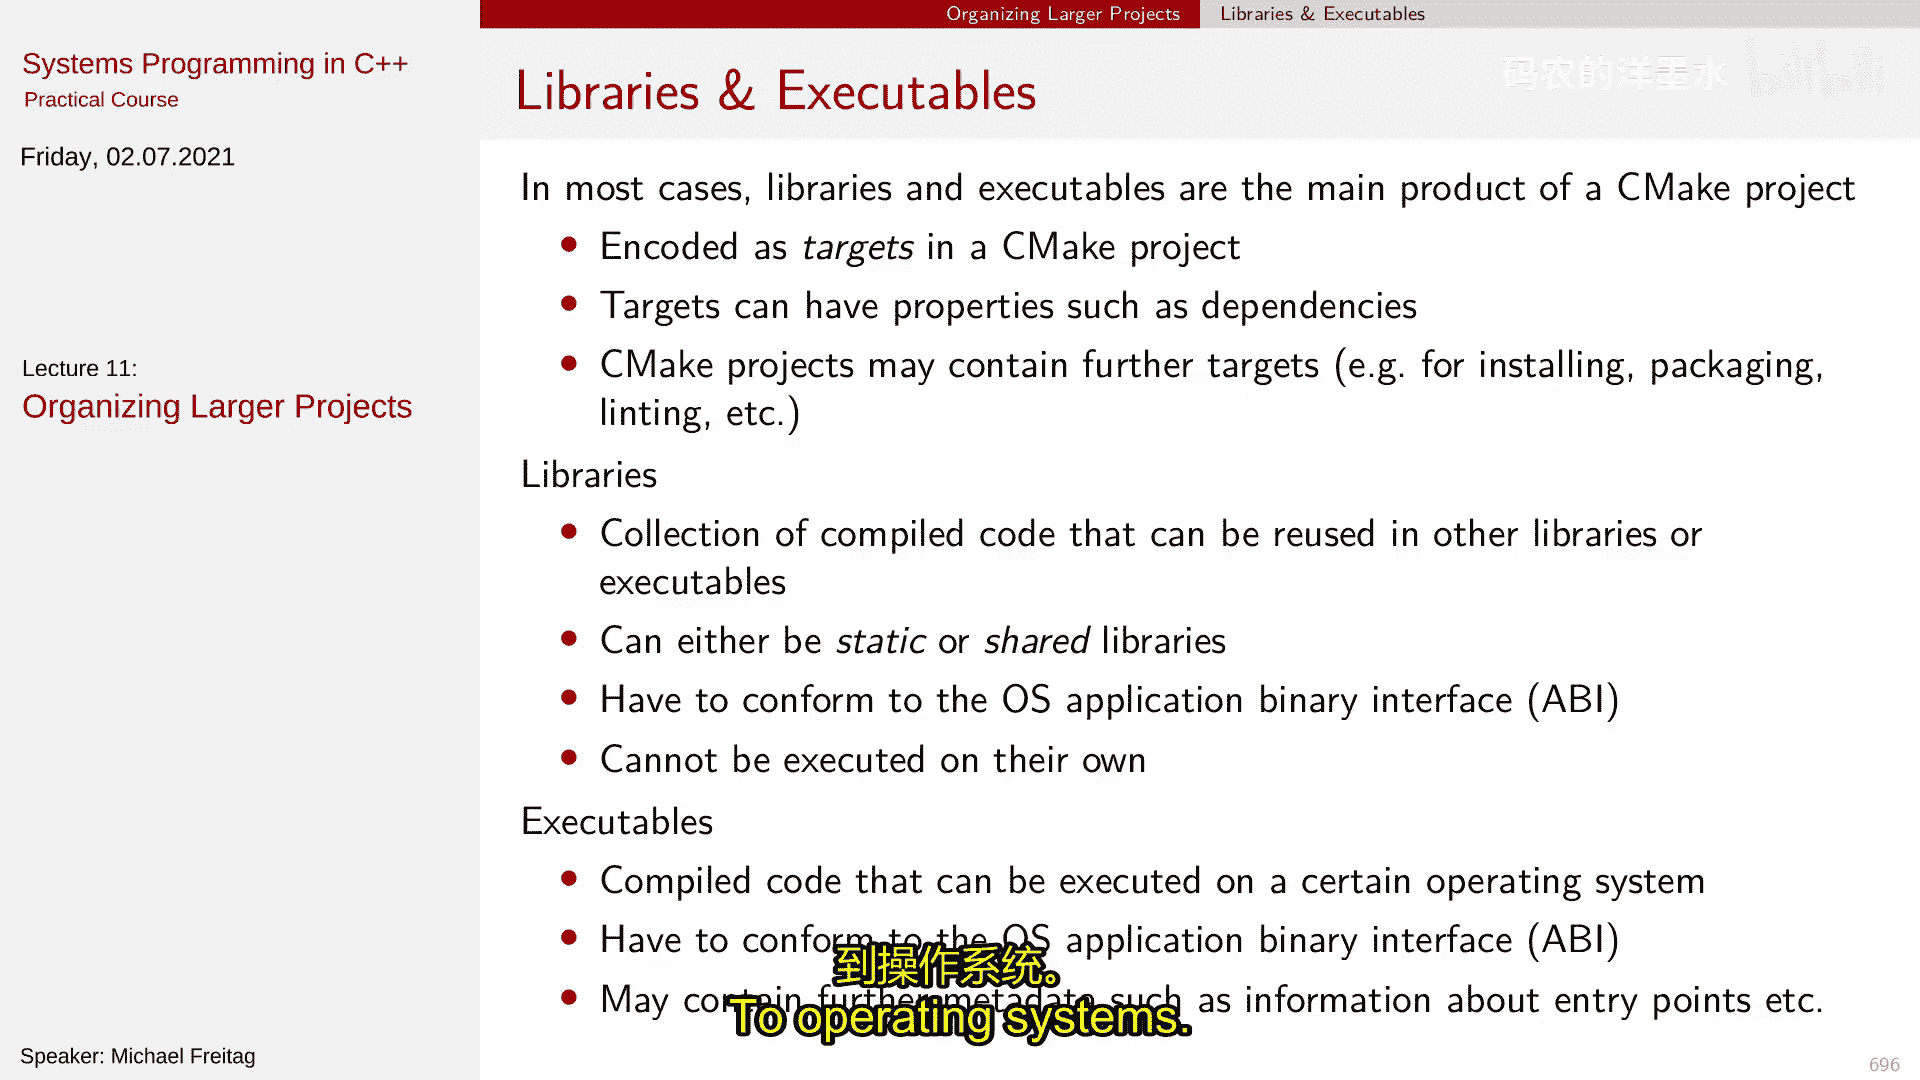 Organizing Larger Projects
Libraries & Executables
Systems Programming in C++
Practical Course
Friday, 02.07.2021
Lecture 11:
Organizing Larger Projects
Speaker: Michael Freitag
码农的洋墨水
bilibili
Libraries & Executables
In most cases, libraries and executables are the main product of a CMake project
• Encoded as targets in a CMake project
• Targets can have properties such as dependencies
• CMake projects may contain further targets (e.g. for installing, packaging,
linting, etc.)
Libraries
• Collection of compiled code that can be reused in other libraries or
executables
• Can either be static or shared libraries
• Have to conform to the OS application binary interface (ABI)
• Cannot be executed on their own
Executables
• Compiled code that can be executed on a certain operating system
• Have to conform to the OS application binary interface (ABI)
• May contain further metadata such as information about entry points etc.
到操作系统。
To operating systems.
696